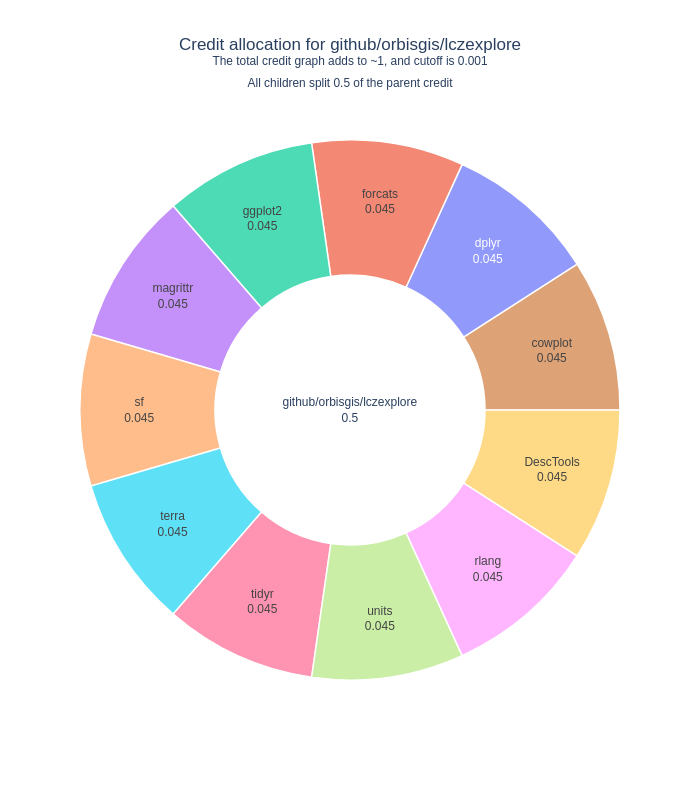 Credit allocation for github/orbisgis/lczexplore
The total credit graph adds to ~1, and cutoff is 0.001
All children split 0.5 of the parent credit
forcats
0.045
ggplot2
0.045
dplyr
0.045
magrittr
0.045
cowplot
0.045
sf
0.045
github/orbisgis/lczexplore
0.5
DescTools
0.045
terra
0.045
rlang
0.045
tidyr
0.045
units
0.045